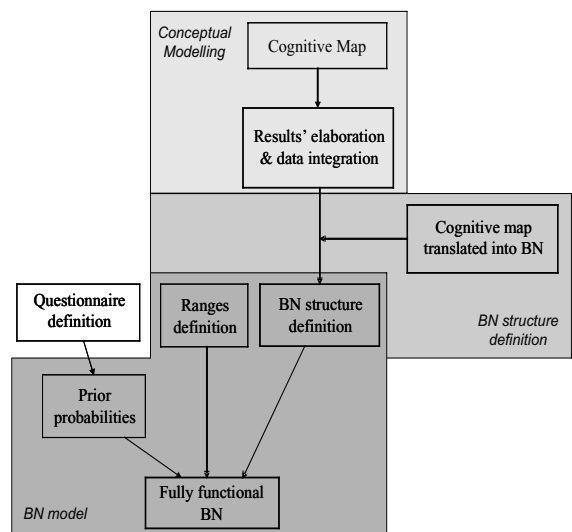 Conceptual
Modelling
Cognitive Map
Results' elaboration
& data integration
Cognitive map
translated into BN
BN structure
definition
Questionnaire
definition
Ranges
definition
BN structure
definition
Prior
probabilities
Fully functional
BN
BN model